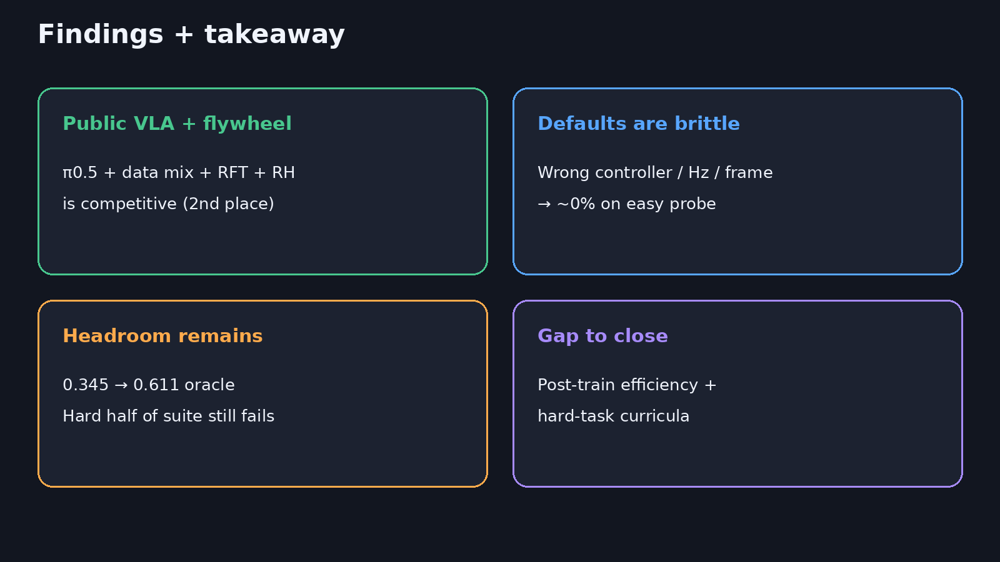 Findings + takeaway
Public VLA + flywheel
π0.5 + data mix + RFT + RH
is competitive (2nd place)
Defaults are brittle
Wrong controller / Hz / frame
→ ~0% on easy probe
Headroom remains
0.345 → 0.611 oracle
Hard half of suite still fails
Gap to close
Post-train efficiency +
hard-task curricula